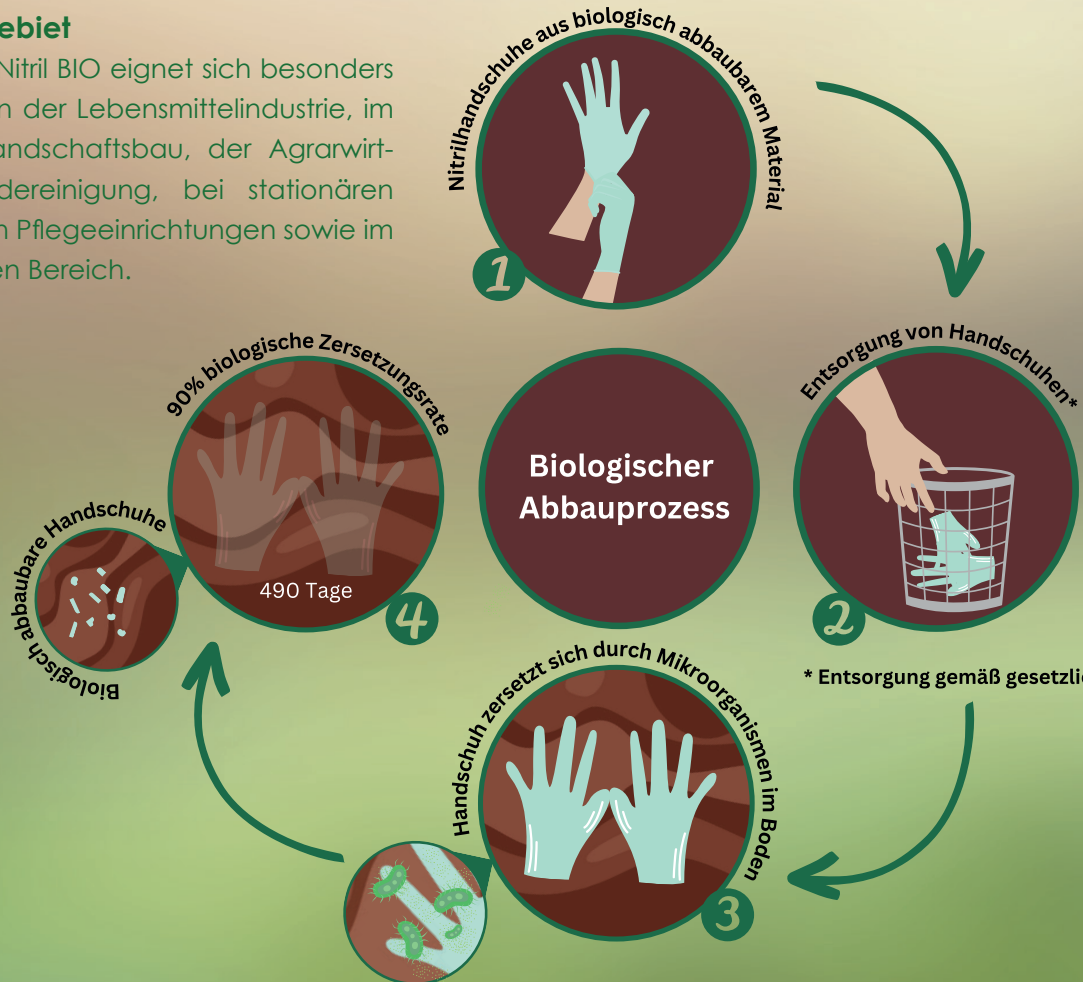 ebiet
Nitril BIO eignet sich besonders
n der Lebensmittelindustrie, im
andschaftsbau, der Agrarwirt-
dereinigung, bei stationären
n Pflegeeinrichtungen sowie im
en Bereich.
Nitrilhandschuhe aus biologisch abbaubarem Material
1
Entsorgung von Handschuhen*
2
* Entsorgung gemäß gesetzlic
Biologischer
Abbauprozess
Handschuh zersetzt sich durch Mikroorganismen im Boden
3
90% biologische Zersetzungsrate
490 Tage
4
Biologisch abbaubare Handschuhe